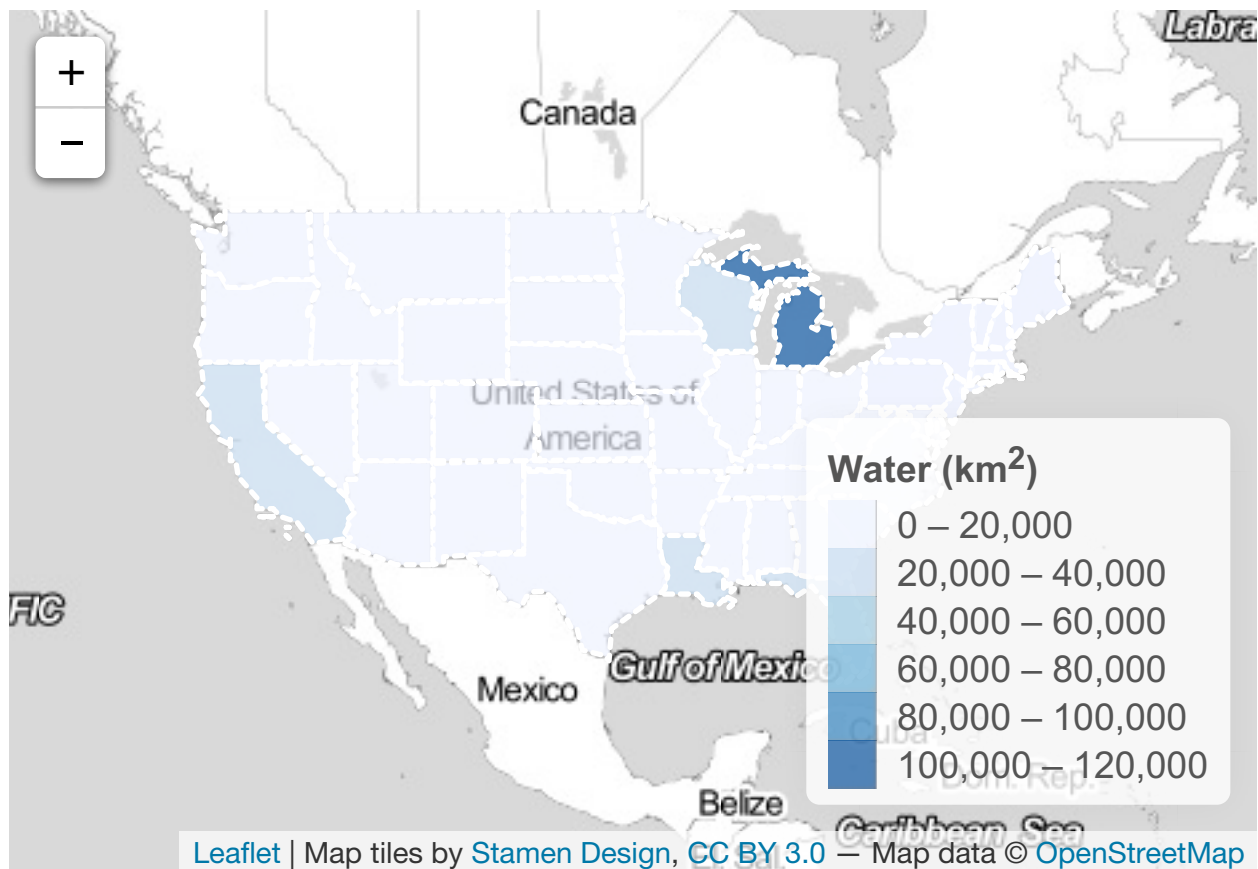 Labra
+
−
Canada
United States of
America
Water (km²)
0 – 20,000
20,000 – 40,000
40,000 – 60,000
60,000 – 80,000
80,000 – 100,000
100,000 – 120,000
FIC
Gulf of Mexico
Mexico
Cuba
Dom. Rep.
Belize
Caribbean Sea
El Sal.
Leaflet | Map tiles by Stamen Design, CC BY 3.0 — Map data © OpenStreetMap